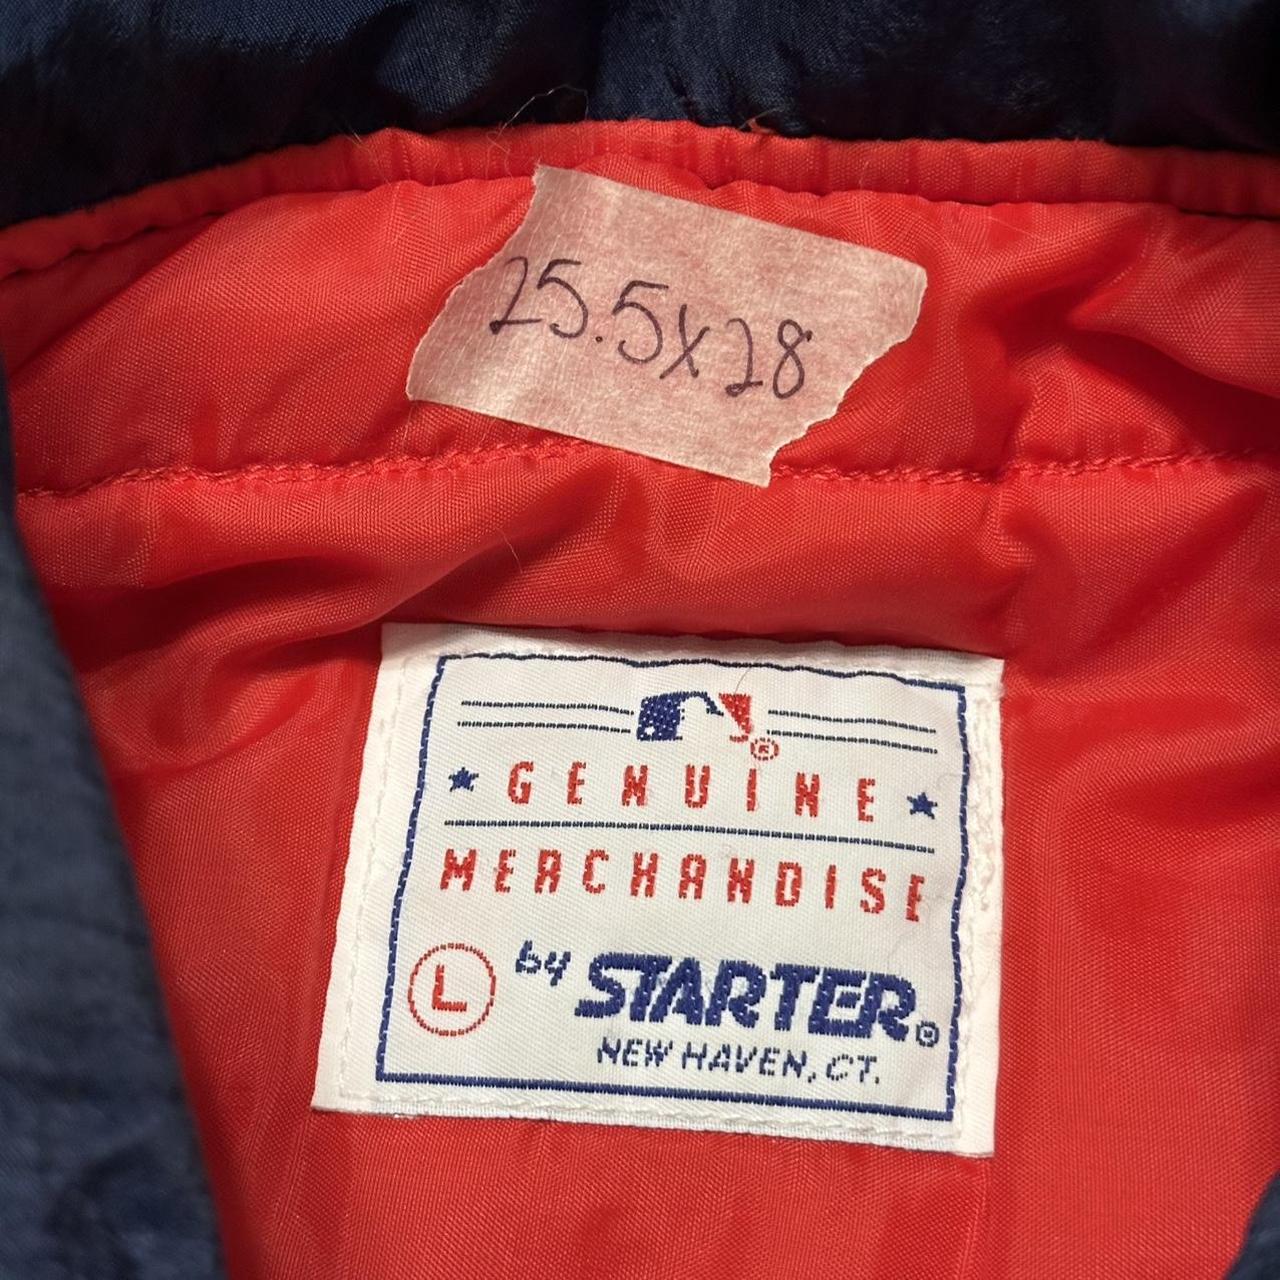 25.5x28
GENUINE
MERCHANDISE
L by STARTER®
NEW HAVEN, CT.